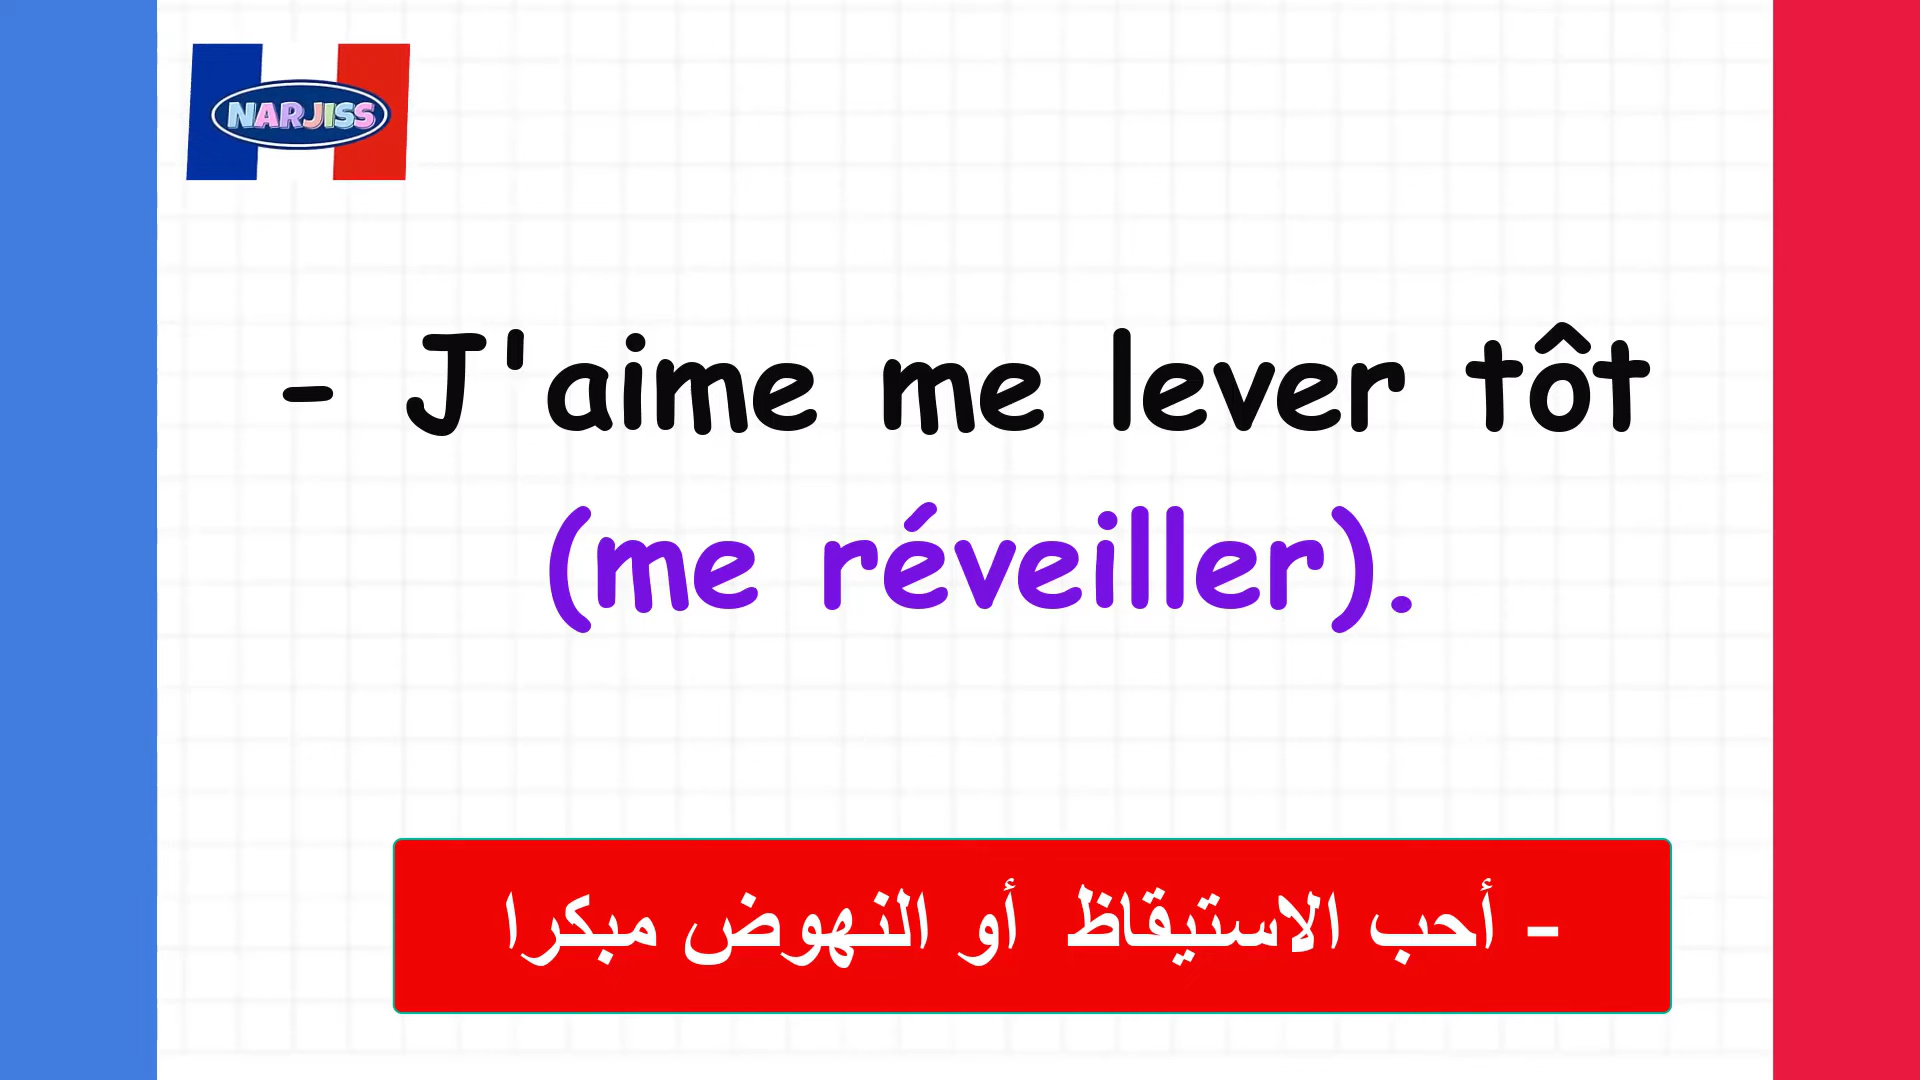 NARJISS
- J'aime me lever tôt
(me réveiller).
- أحب الاستيقاظ أو النهوض مبكرا